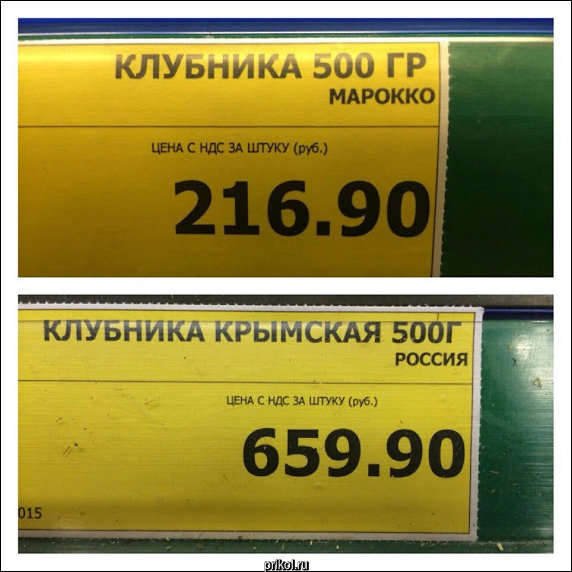 КЛУБНИКА 500 ГР
МАРОККО
ЦЕНА С НДС ЗА ШТУКУ (руб.)
216.90
КЛУБНИКА КРЫМСКАЯ 500Г
РОССИЯ
ЦЕНА С НДС ЗА ШТУКУ (руб.)
659.90
015
prikol.ru